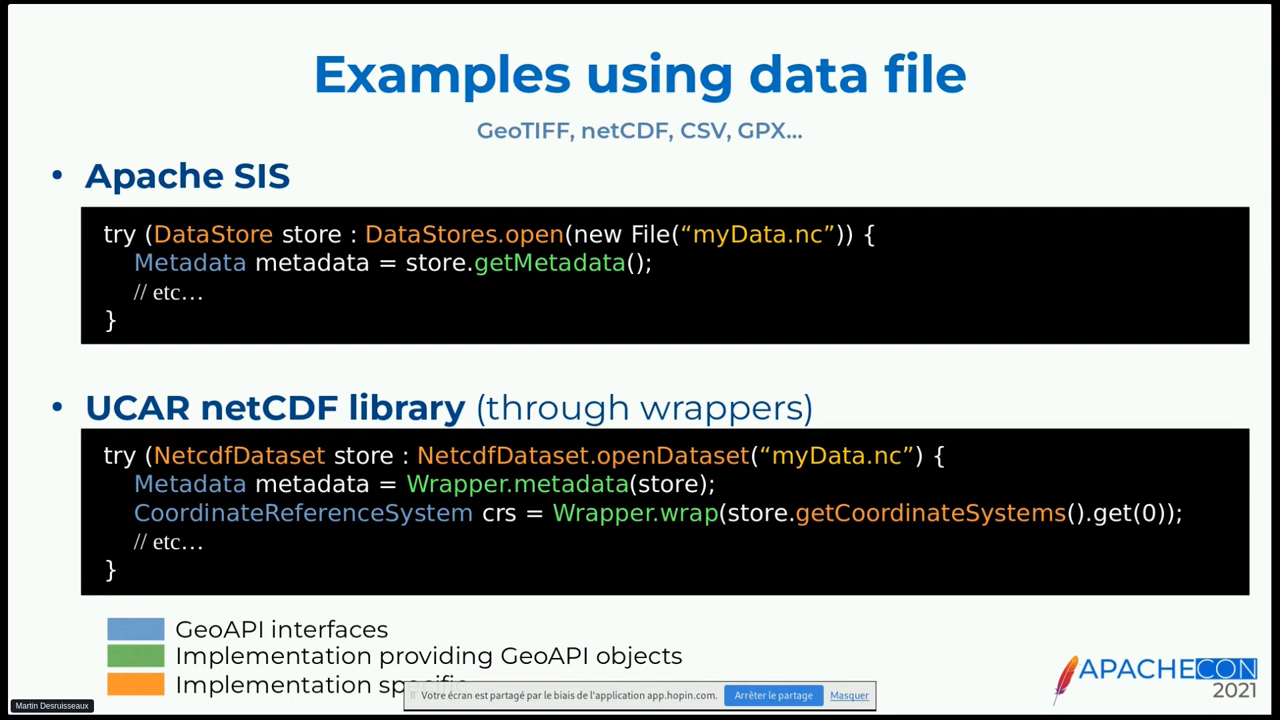 Examples using data file
GeoTIFF, netCDF, CSV, GPX...
• Apache SIS
try (DataStore store : DataStores.open(new File(“myData.nc”)) {
Metadata metadata = store.getMetadata();
// etc…
}
• UCAR netCDF library (through wrappers)
try (NetcdfDataset store : NetcdfDataset.openDataset(“myData.nc”) {
Metadata metadata = Wrapper.metadata(store);
CoordinateReferenceSystem crs = Wrapper.wrap(store.getCoordinateSystems().get(0));
// etc…
}
GeoAPI interfaces
Implementation providing GeoAPI objects
Implementation specific
Votre écran est partagé par le biais de l'application app.hopin.com. Arrêter le partage Masquer
APACHECON
2021
Martin Desruisseaux